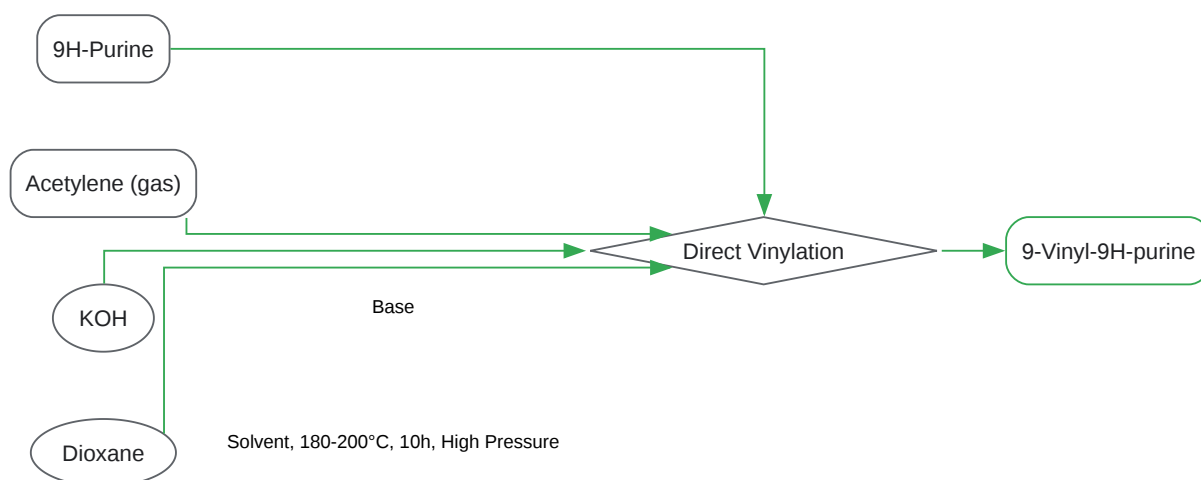 9H-Purine
Acetylene (gas)
Direct Vinylation
9-Vinyl-9H-purine
KOH
Base
Dioxane
Solvent, 180-200°C, 10h, High Pressure